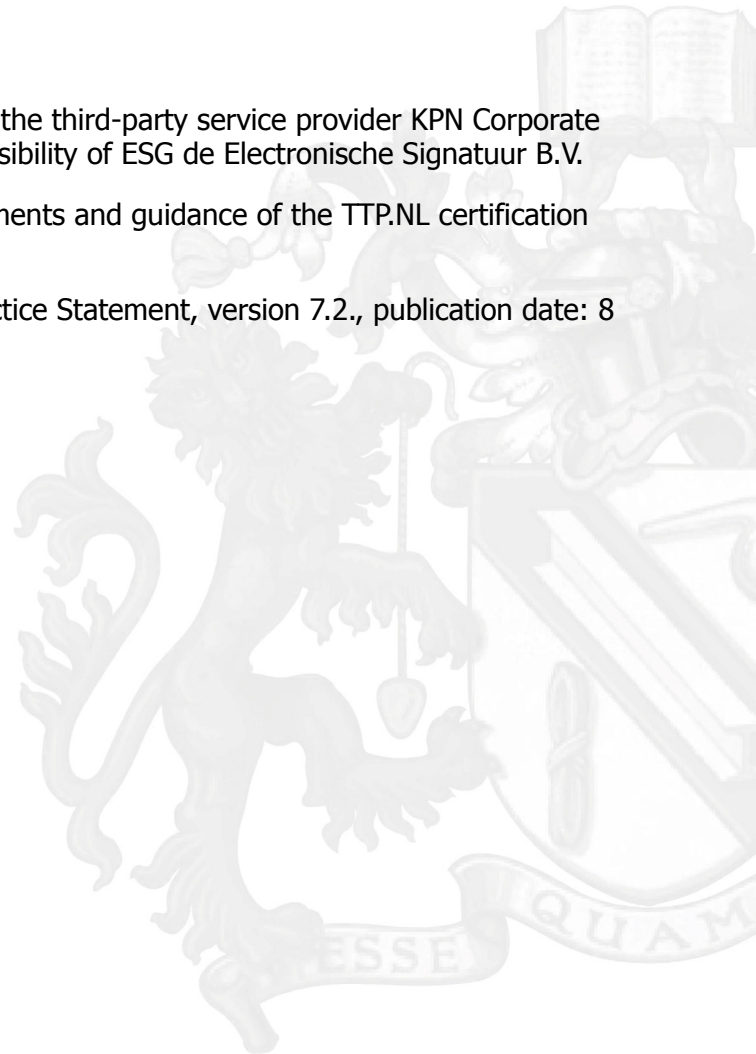 the third-party service provider KPN Corporate
sibility of ESG de Electronische Signatuur B.V.
ments and guidance of the TTP.NL certification
ctice Statement, version 7.2., publication date: 8
ESSE
QUAM